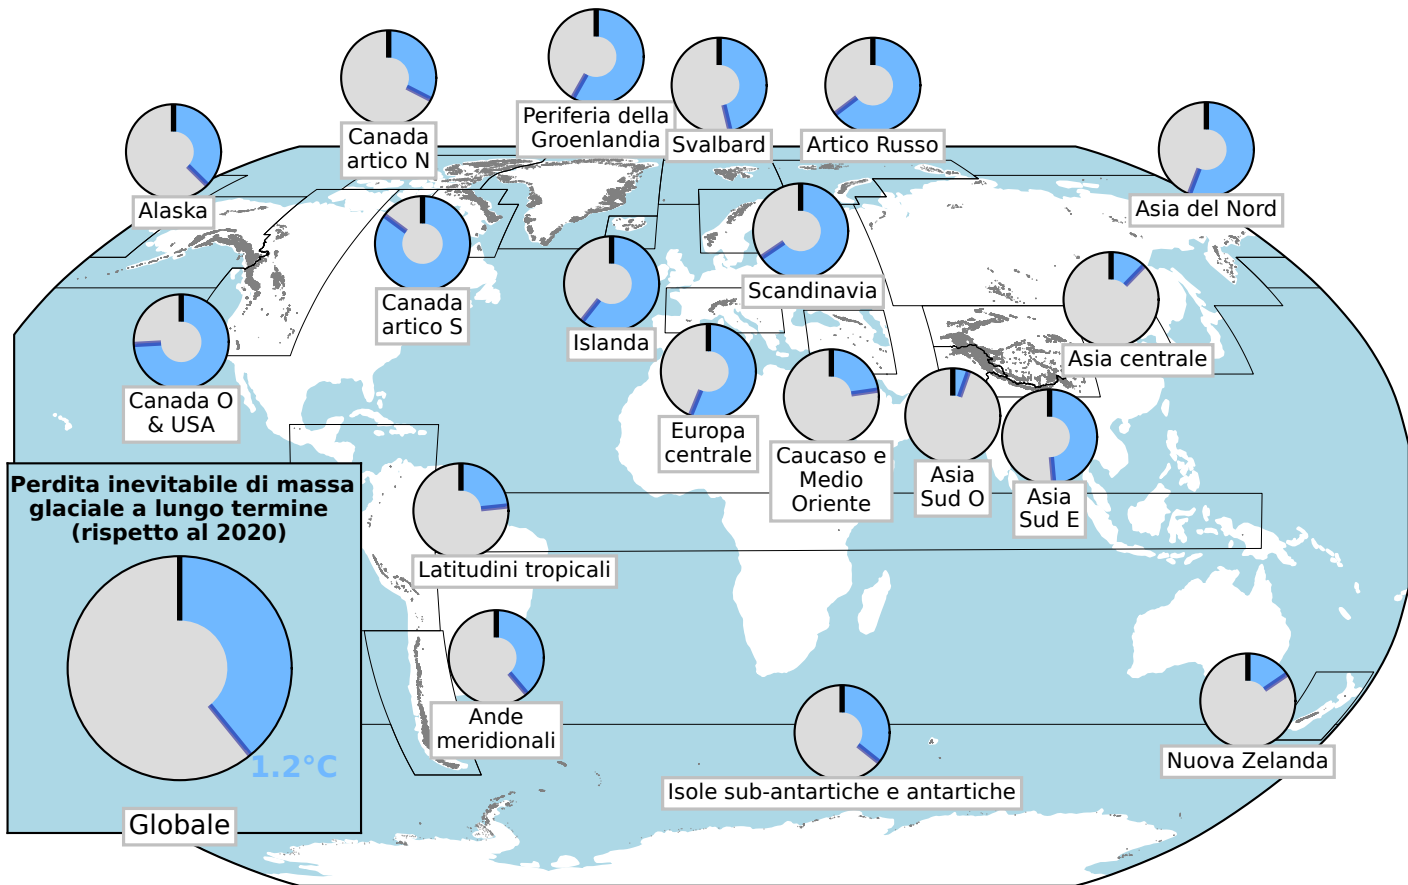 Periferia della
Groenlandia
Canada
artico N
Svalbard
Artico Russo
Alaska
Asia del Nord
Canada
artico S
Scandinavia
Islanda
Asia centrale
Canada O
& USA
Europa
centrale
Caucaso e
Medio
Oriente
Asia
Sud O
Asia
Sud E
Perdita inevitabile di massa
glaciale a lungo termine
(rispetto al 2020)
1.2°C
Globale
Latitudini tropicali
Ande
meridionali
Isole sub-antartiche e antartiche
Nuova Zelanda